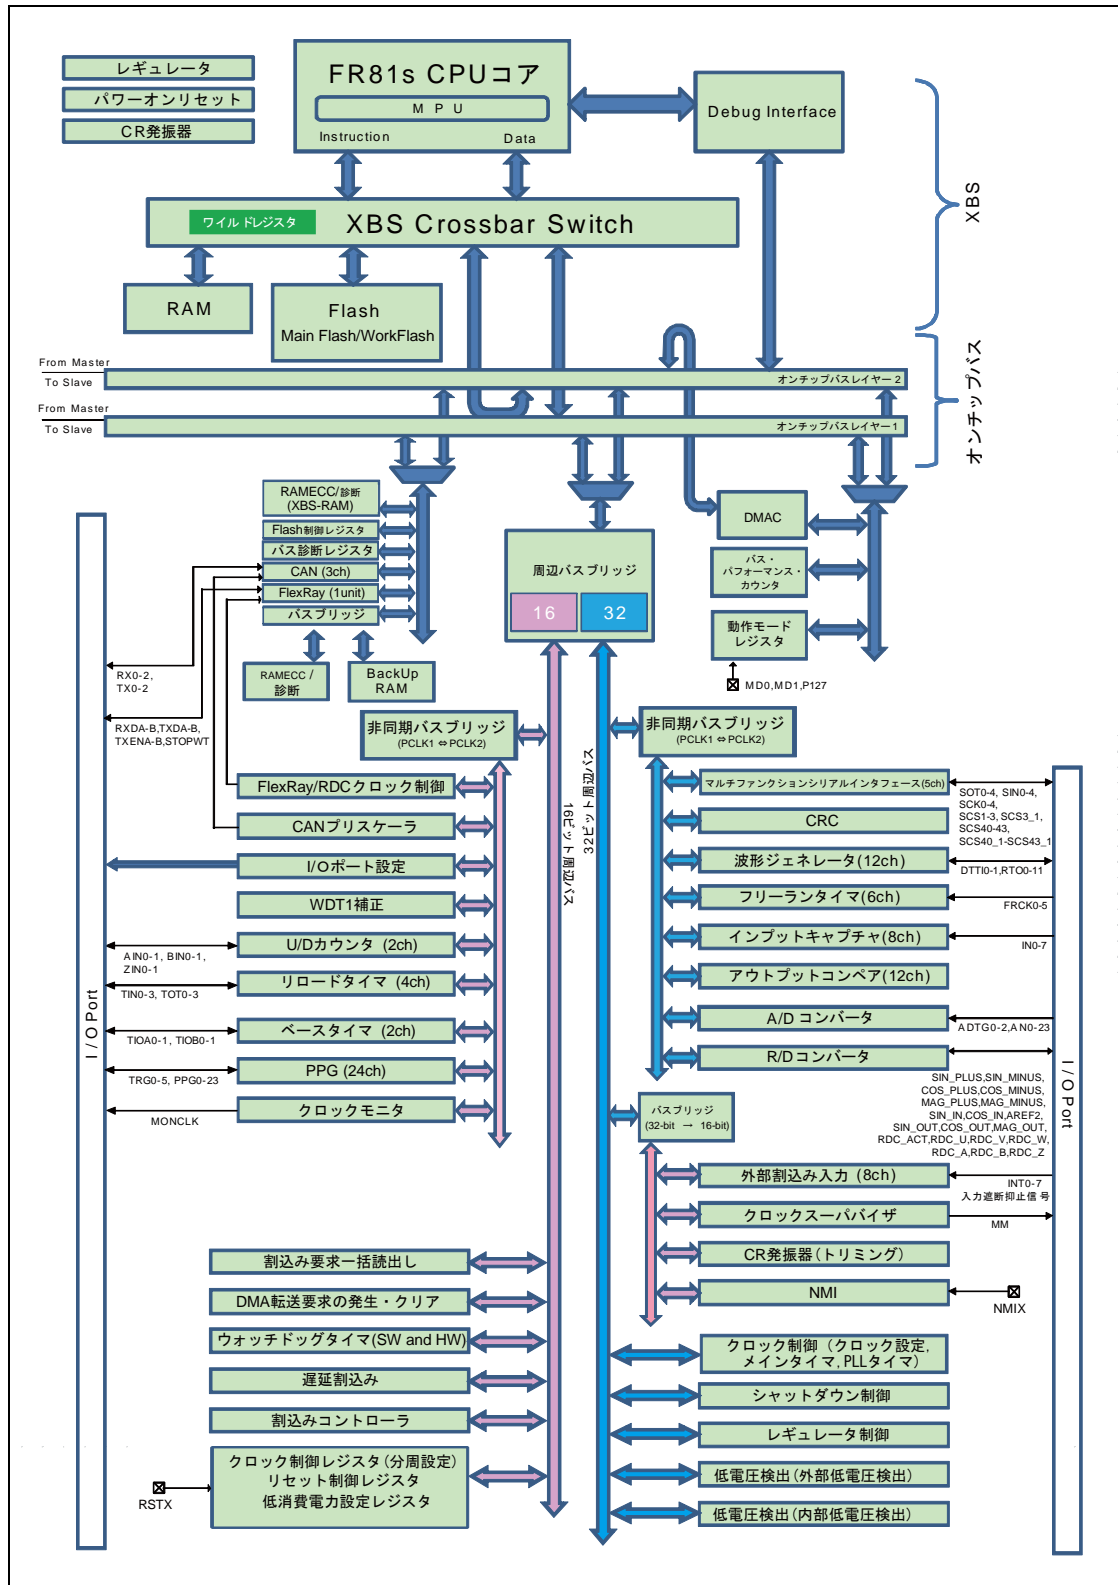 レギュレータ
パワーオンリセット
CR発振器
FR81s CPUコア
M P U
Instruction
Data
Debug Interface
XBS
ワイルドレジスタ
XBS Crossbar Switch
RAM
Flash
Main Flash/WorkFlash
From Master
To Slave
オンチップバスレイヤー2
From Master
To Slave
オンチップバスレイヤー1
オンチップバス
RAMECC/診断
(XBS-RAM)
Flash制御レジスタ
バス診断レジスタ
CAN (3ch)
FlexRay (1unit)
バスブリッジ
RAMECC /
診断
BackUp
RAM
周辺バスブリッジ
16
32
DMAC
バス・
パフォーマンス・
カウンタ
動作モード
レジスタ
MD0,MD1,P127
RX0-2,
TX0-2
RXDA-B,TXDA-B,
TXENA-B,STOPWT
非同期バスブリッジ
(PCLK1 ⇔ PCLK2)
非同期バスブリッジ
(PCLK1 ⇔ PCLK2)
16ビット周辺バス
32ビット周辺バス
FlexRay/RDCクロック制御
CANプリスケーラ
I/Oポート設定
WDT1補正
U/Dカウンタ (2ch)
AIN0-1, BIN0-1,
ZIN0-1
リロードタイマ (4ch)
TIN0-3, TOT0-3
ベースタイマ (2ch)
TIOA0-1, TIOB0-1
PPG (24ch)
TRG0-5, PPG0-23
クロックモニタ
MONCLK
I / O Port
マルチファンクションシリアルインタフェース(5ch)
SOT0-4, SIN0-4,
SCK0-4,
SCS1-3, SCS3_1,
SCS40-43,
SCS40_1-SCS43_1
CRC
波形ジェネレータ(12ch)
DTTI0-1,RTO0-11
フリーランタイマ(6ch)
FRCK0-5
インプットキャプチャ(8ch)
IN0-7
アウトプットコンペア(12ch)
A/D コンバータ
ADTG0-2,AN0-23
R/Dコンバータ
SIN_PLUS,SIN_MINUS,
COS_PLUS,COS_MINUS,
MAG_PLUS,MAG_MINUS,
SIN_IN,COS_IN,AREF2,
SIN_OUT,COS_OUT,MAG_OUT,
RDC_ACT,RDC_U,RDC_V,RDC_W,
RDC_A,RDC_B,RDC_Z
I / O Port
バスブリッジ
(32-bit → 16-bit)
外部割込み入力 (8ch)
INT0-7
入力遮断抑止信号
クロックスーパバイザ
MM
CR発振器(トリミング)
NMI
NMIX
割込み要求一括読出し
DMA転送要求の発生・クリア
ウォッチドッグタイマ(SW and HW)
遅延割込み
割込みコントローラ
クロック制御レジスタ(分周設定)
リセット制御レジスタ
低消費電力設定レジスタ
RSTX
クロック制御 (クロック設定,
メインタイマ,PLLタイマ)
シャットダウン制御
レギュレータ制御
低電圧検出(外部低電圧検出)
低電圧検出(内部低電圧検出)